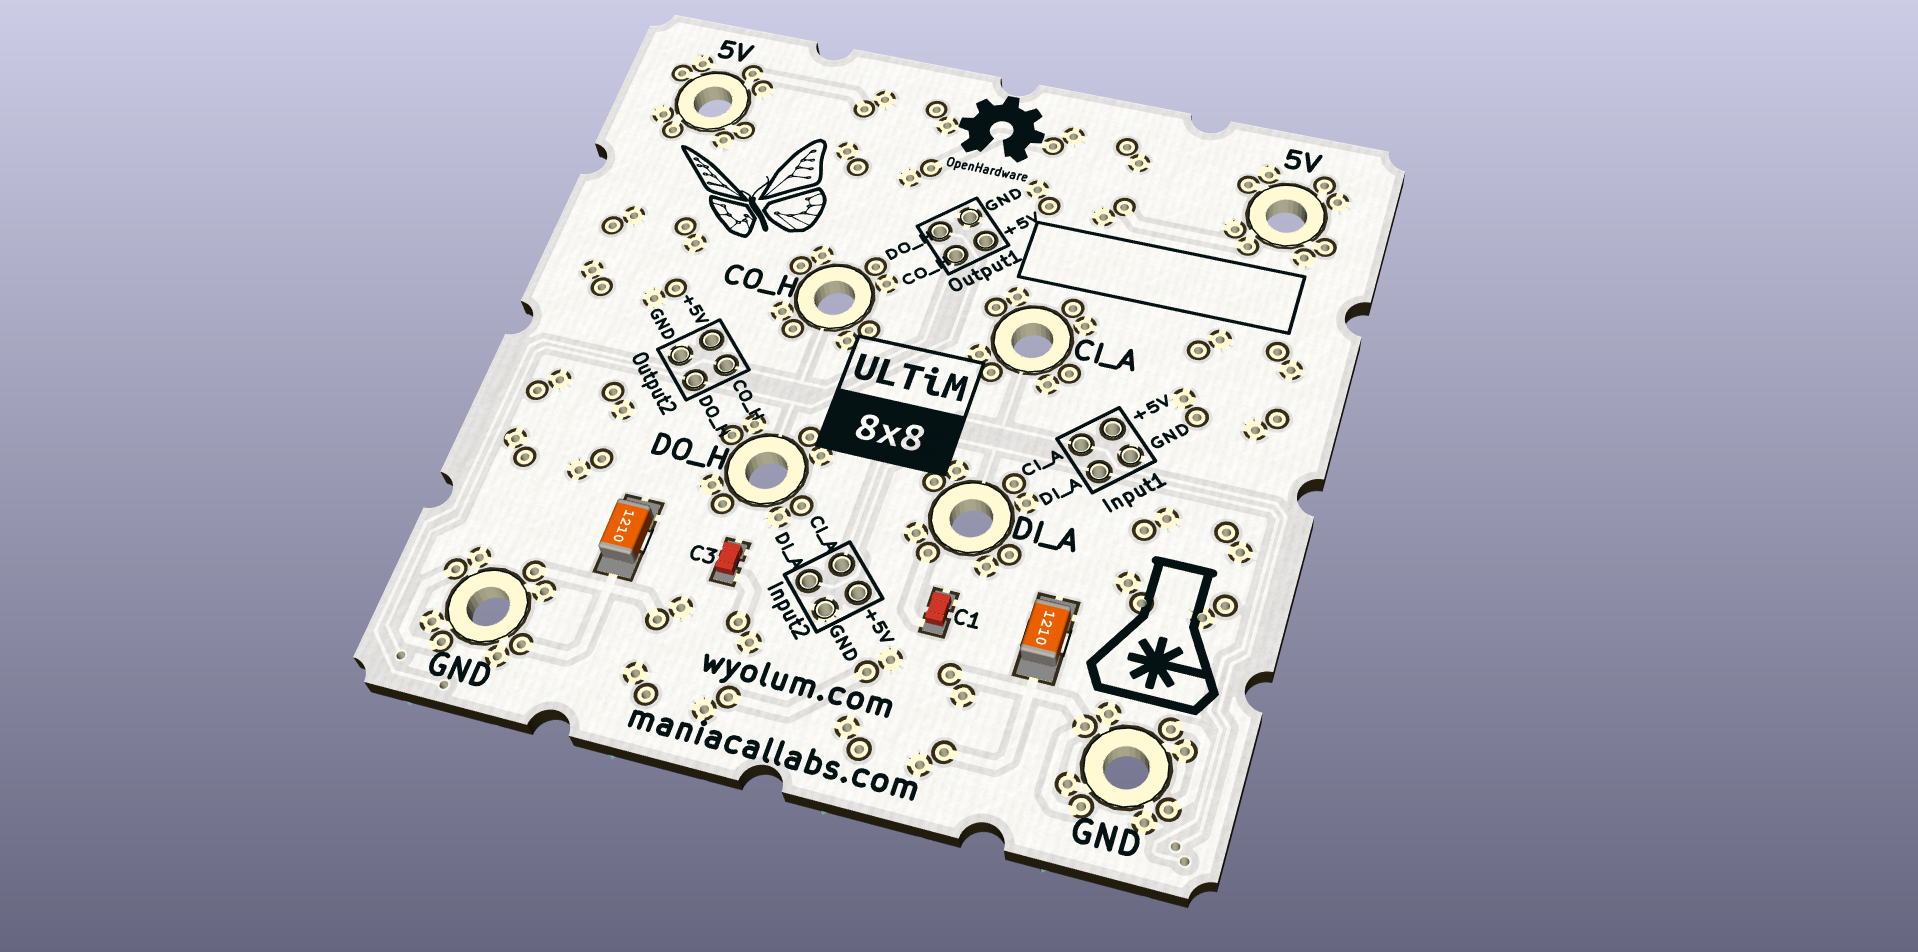 5V
5V
OpenHardware
GND
+5V
DO_H
CO_H
Output1
CO_H
+5V
GND
Output2
CO_H
DO_H
CI_A
ULTiM
8x8
+5V
GND
CI_A
DI_A
Input1
DO_H
DI_A
1210
C3
CI_A
DI_A
Input2
+5V
GND
C1
1210
GND
wyolum.com
maniacallabs.com
GND